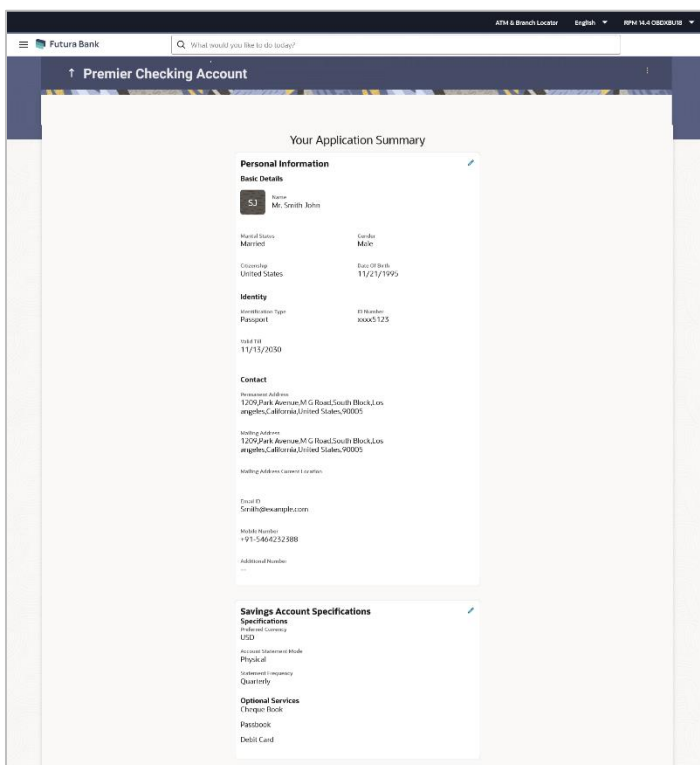 ATM & Branch Locator English RPM 14.4 OBDXBU18
Futura Bank What would you like to do today?
↑ Premier Checking Account
Your Application Summary
Personal Information
Basic Details
SJ
Name
Mr. Smith John
Marital Status Gender
Married Male
Citizenship Date Of Birth
United States 11/21/1995
Identity
Identification Type ID Number
Passport xxxx5123
Valid Till
11/13/2030
Contact
Permanent Address
1209,Park Avenue,M G Road,South Block,Los
angeles,California,United States,90005
Mailing Address
1209,Park Avenue,M G Road,South Block,Los
angeles,California,United States,90005
Mailing Address Current Location
Email ID
Smith@example.com
Mobile Number
+91-5464232388
Additional Number
---
Savings Account Specifications
Specifications
Preferred Currency
USD
Account Statement Mode
Physical
Statement Frequency
Quarterly
Optional Services
Cheque Book
Passbook
Debit Card